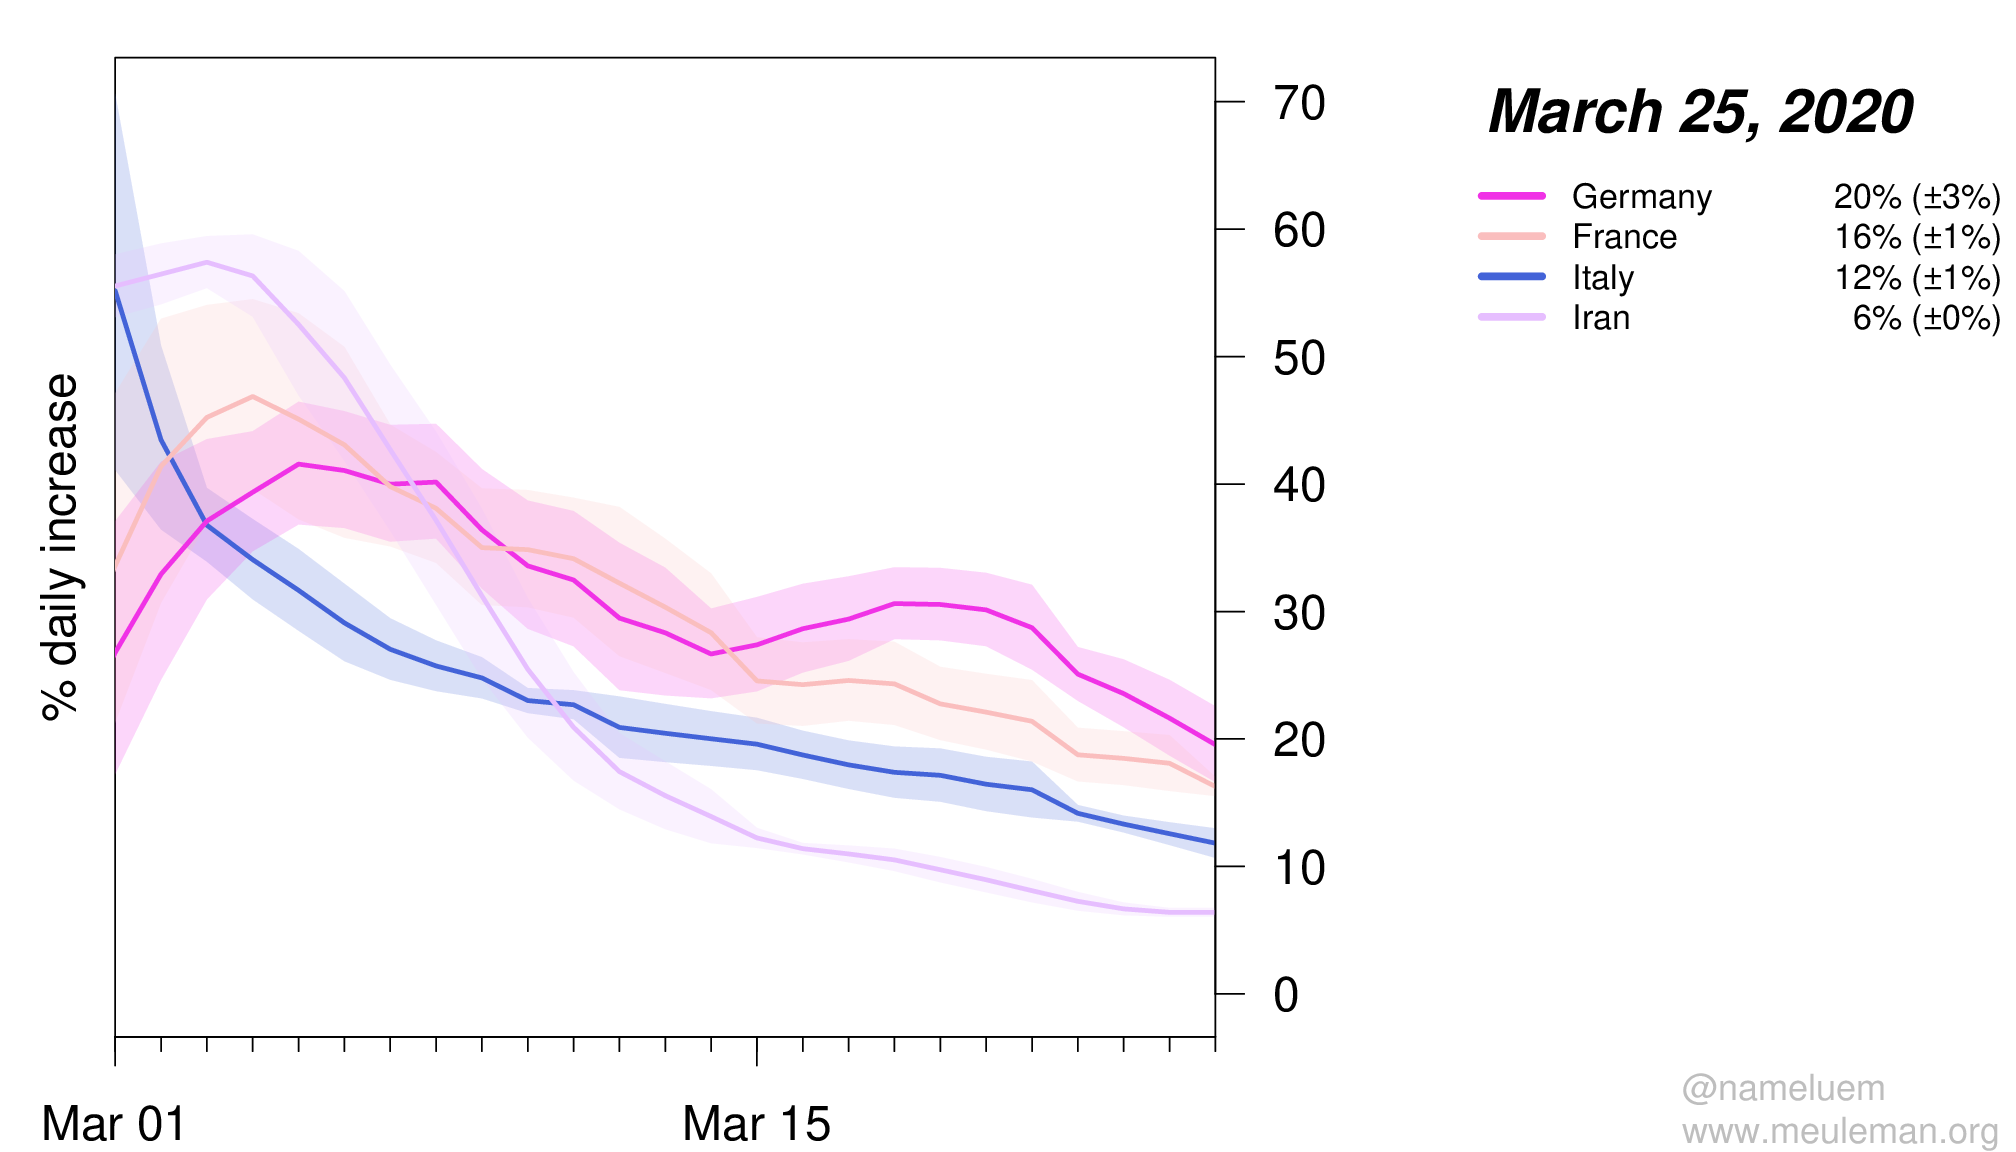 March 25, 2020
Germany 20% (±3%)
France 16% (±1%)
Italy 12% (±1%)
Iran 6% (±0%)
% daily increase
70
60
50
40
30
20
10
0
Mar 01 Mar 15
@nameluem
www.meuleman.org